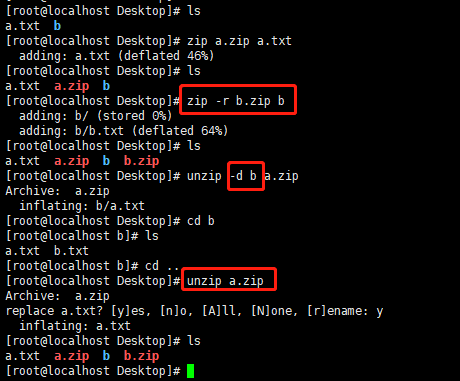 [root@localhost Desktop]# ls
a.txt  b
[root@localhost Desktop]# zip a.zip a.txt
  adding: a.txt (deflated 46%)
[root@localhost Desktop]# ls
a.txt  a.zip  b
[root@localhost Desktop]# zip -r b.zip b
  adding: b/ (stored 0%)
  adding: b/b.txt (deflated 64%)
[root@localhost Desktop]# ls
a.txt  a.zip  b  b.zip
[root@localhost Desktop]# unzip -d b a.zip
Archive:  a.zip
  inflating: b/a.txt
[root@localhost Desktop]# cd b
[root@localhost b]# ls
a.txt  b.txt
[root@localhost b]# cd ..
[root@localhost Desktop]# unzip a.zip
Archive:  a.zip
replace a.txt? [y]es, [n]o, [A]ll, [N]one, [r]ename: y
  inflating: a.txt
[root@localhost Desktop]# ls
a.txt  a.zip  b  b.zip
[root@localhost Desktop]#